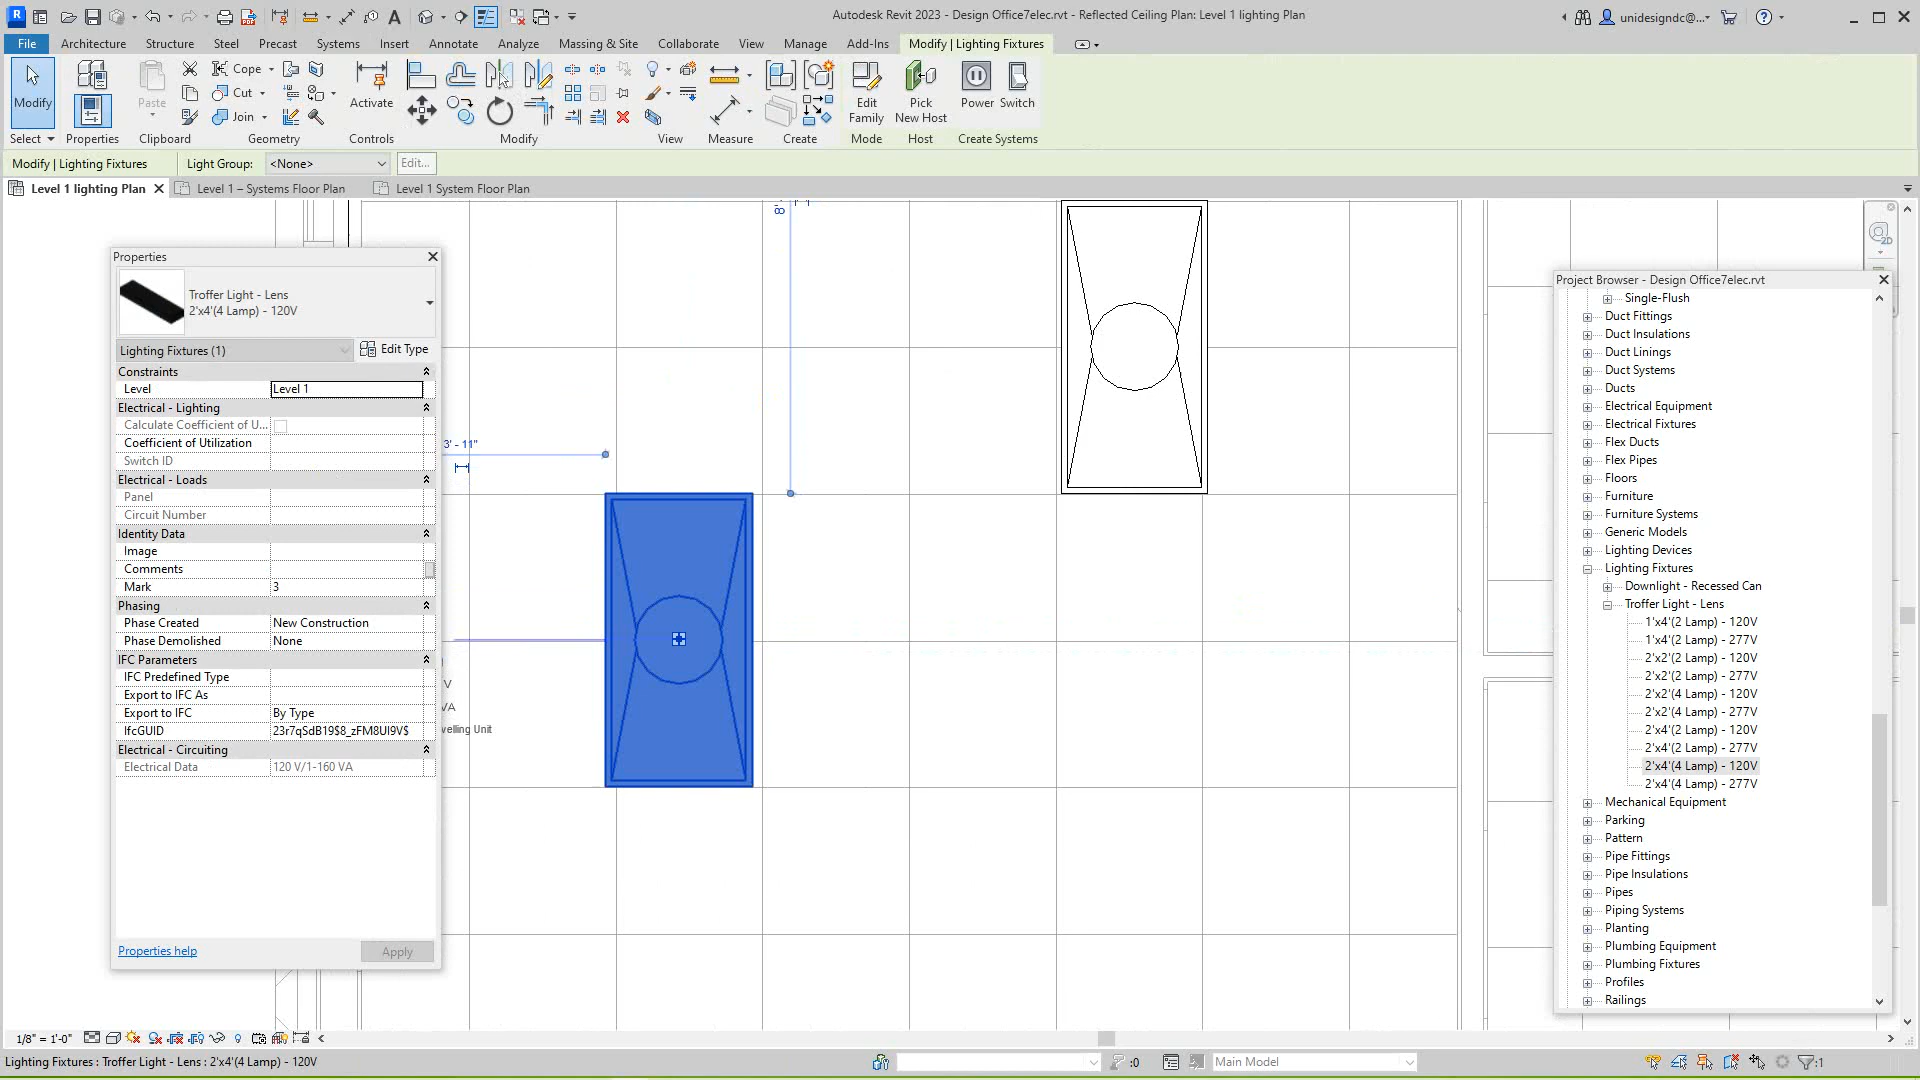 Autodesk Revit 2023 - Design Office7elec.rvt - Reflected Ceiling Plan: Level 1 lighting Plan
unidesigndc@...
File Architecture Structure Steel Precast Systems Insert Annotate Analyze Massing & Site Collaborate View Manage Add-Ins Modify | Lighting Fixtures
Modify
Paste
Cope
Cut
Join
Activate
Edit Family
Pick New Host
Power
Switch
Select Properties Clipboard Geometry Controls Modify View Measure Create Mode Host Create Systems
Modify | Lighting Fixtures Light Group: <None> Edit...
Level 1 lighting Plan Level 1 – Systems Floor Plan Level 1 System Floor Plan
Properties
Troffer Light - Lens
2'x4'(4 Lamp) - 120V
Lighting Fixtures (1) Edit Type
Constraints
Level Level 1
Electrical - Lighting
Calculate Coefficient of U...
Coefficient of Utilization
Switch ID
Electrical - Loads
Panel
Circuit Number
Identity Data
Image
Comments
Mark 3
Phasing
Phase Created New Construction
Phase Demolished None
IFC Parameters
IFC Predefined Type
Export to IFC As
Export to IFC By Type
IfcGUID 23r7qSdB19$8_zFM8UI9V$
Electrical - Circuiting
Electrical Data 120 V/1-160 VA
Properties help Apply
3' - 11"
V
VA
velling Unit
2D
Project Browser - Design Office7elec.rvt
Single-Flush
Duct Fittings
Duct Insulations
Duct Linings
Duct Systems
Ducts
Electrical Equipment
Electrical Fixtures
Flex Ducts
Flex Pipes
Floors
Furniture
Furniture Systems
Generic Models
Lighting Devices
Lighting Fixtures
Downlight - Recessed Can
Troffer Light - Lens
1'x4'(2 Lamp) - 120V
1'x4'(2 Lamp) - 277V
2'x2'(2 Lamp) - 120V
2'x2'(2 Lamp) - 277V
2'x2'(4 Lamp) - 120V
2'x2'(4 Lamp) - 277V
2'x4'(2 Lamp) - 120V
2'x4'(2 Lamp) - 277V
2'x4'(4 Lamp) - 120V
2'x4'(4 Lamp) - 277V
Mechanical Equipment
Parking
Pattern
Pipe Fittings
Pipe Insulations
Pipes
Piping Systems
Planting
Plumbing Equipment
Plumbing Fixtures
Profiles
Railings
1/8" = 1'-0"
Lighting Fixtures : Troffer Light - Lens : 2'x4'(4 Lamp) - 120V :0 Main Model :1